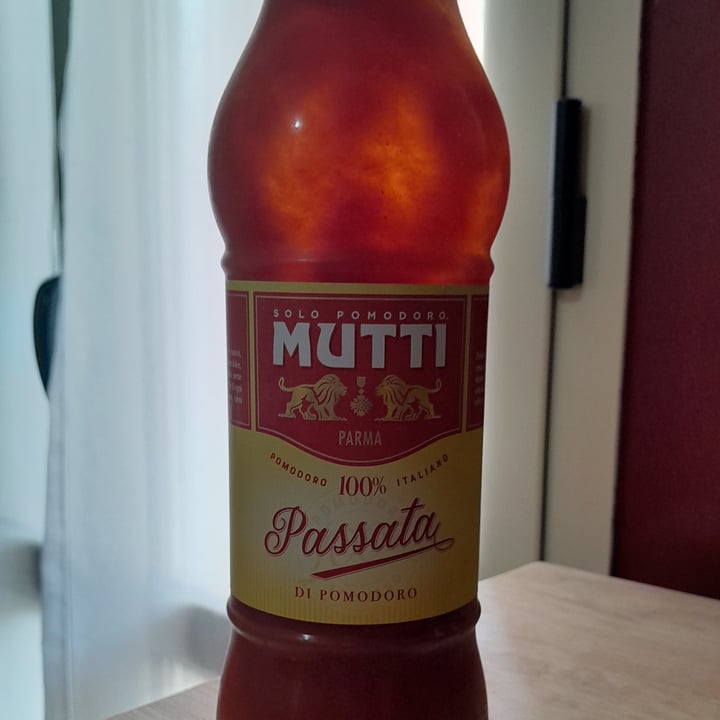 SOLO POMODORO.
MUTTI
PARMA
POMODORO 100% ITALIANO
Passata
DI POMODORO